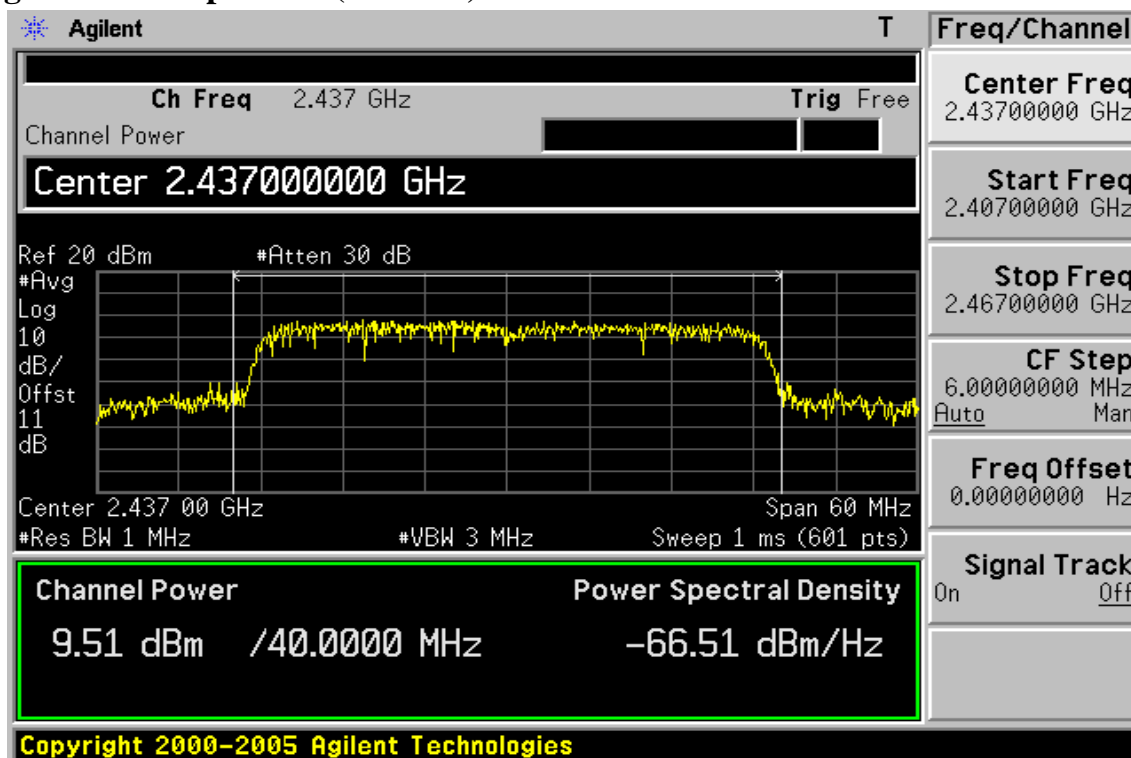 Agilent T Freq/Channel
Ch Freq 2.437 GHz Trig Free
Channel Power
Center 2.437000000 GHz
Ref 20 dBm #Atten 30 dB
#Avg
Log
10
dB/
Offst
11
dB
Center 2.437 00 GHz Span 60 MHz
#Res BW 1 MHz #VBW 3 MHz Sweep 1 ms (601 pts)
Channel Power Power Spectral Density
9.51 dBm /40.0000 MHz -66.51 dBm/Hz
Center Freq
2.43700000 GHz
Start Freq
2.40700000 GHz
Stop Freq
2.46700000 GHz
CF Step
6.00000000 MHz
Auto Man
Freq Offset
0.00000000 Hz
Signal Track
On Off
Copyright 2000-2005 Agilent Technologies